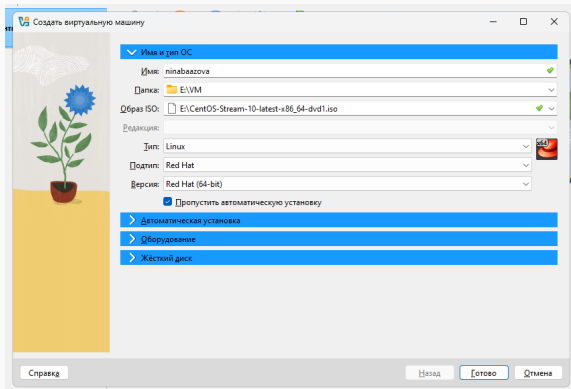 Создать виртуальную машину
Имя и тип ОС
Имя: ninabaazova
Папка: E:\VM
Образ ISO: E:\CentOS-Stream-10-latest-x86_64-dvd1.iso
Редакция:
Тип: Linux
x64
Подтип: Red Hat
Версия: Red Hat (64-bit)
Пропустить автоматическую установку
Автоматическая установка
Оборудование
Жёсткий диск
Справка
Назад
Готово
Отмена